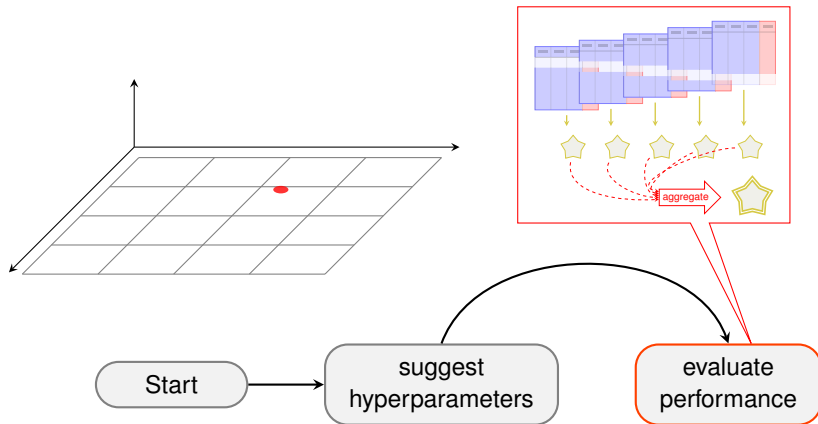 aggregate
Start
suggest
hyperparameters
evaluate
performance